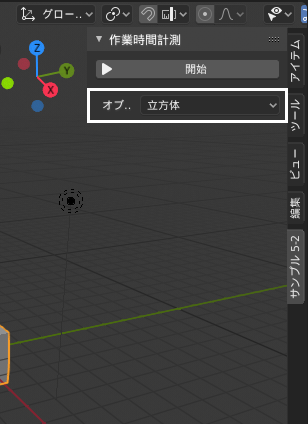 グロー..
作業時間計測
開始
オブ..
立方体
Z
Y
X
アイテム
ツール
ビュー
編集
サンプル 5-2